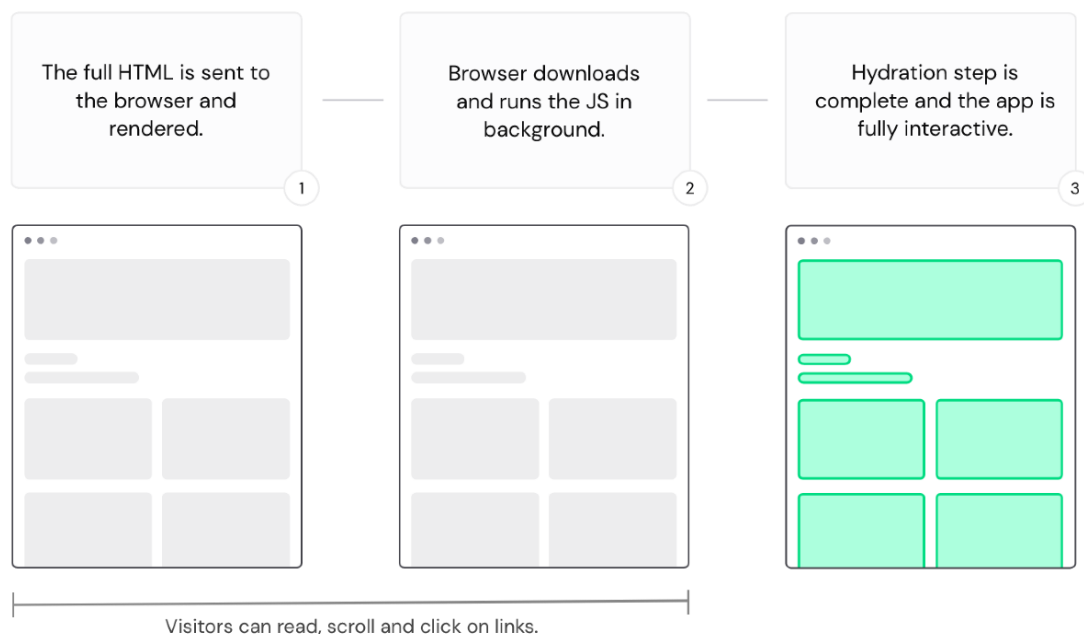 The full HTML is sent to
the browser and
rendered.
1
Browser downloads
and runs the JS in
background.
2
Hydration step is
complete and the app is
fully interactive.
3
Visitors can read, scroll and click on links.